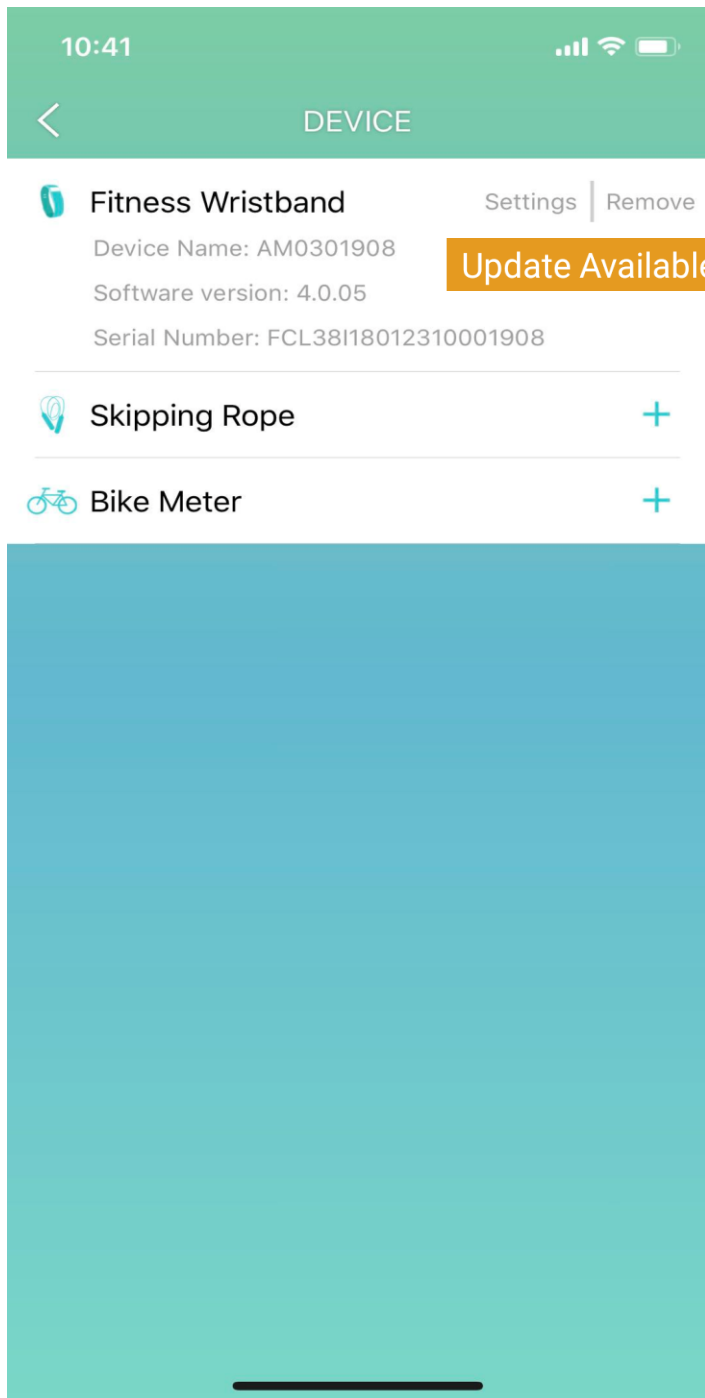 10:41
DEVICE
Fitness Wristband Settings Remove
Device Name: AM0301908
Update Available
Software version: 4.0.05
Serial Number: FCL38I18012310001908
Skipping Rope +
Bike Meter +